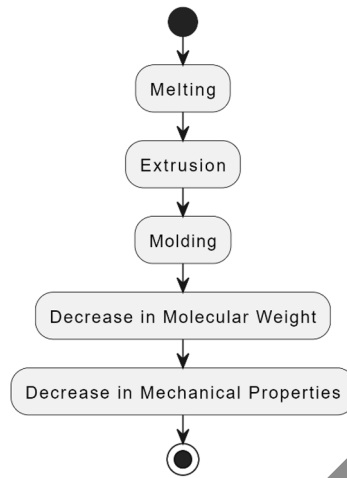 Melting
Extrusion
Molding
Decrease in Molecular Weight
Decrease in Mechanical Properties